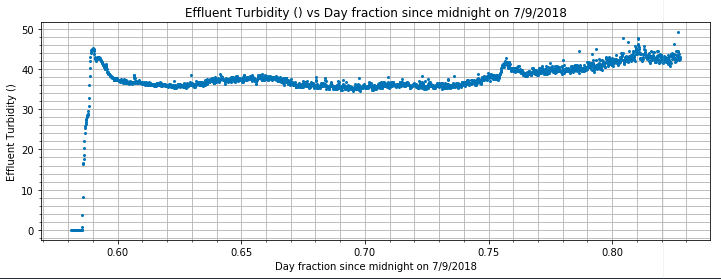 Effluent Turbidity () vs Day fraction since midnight on 7/9/2018
Effluent Turbidity ()
50
40
30
20
10
0
0.60 0.65 0.70 0.75 0.80
Day fraction since midnight on 7/9/2018